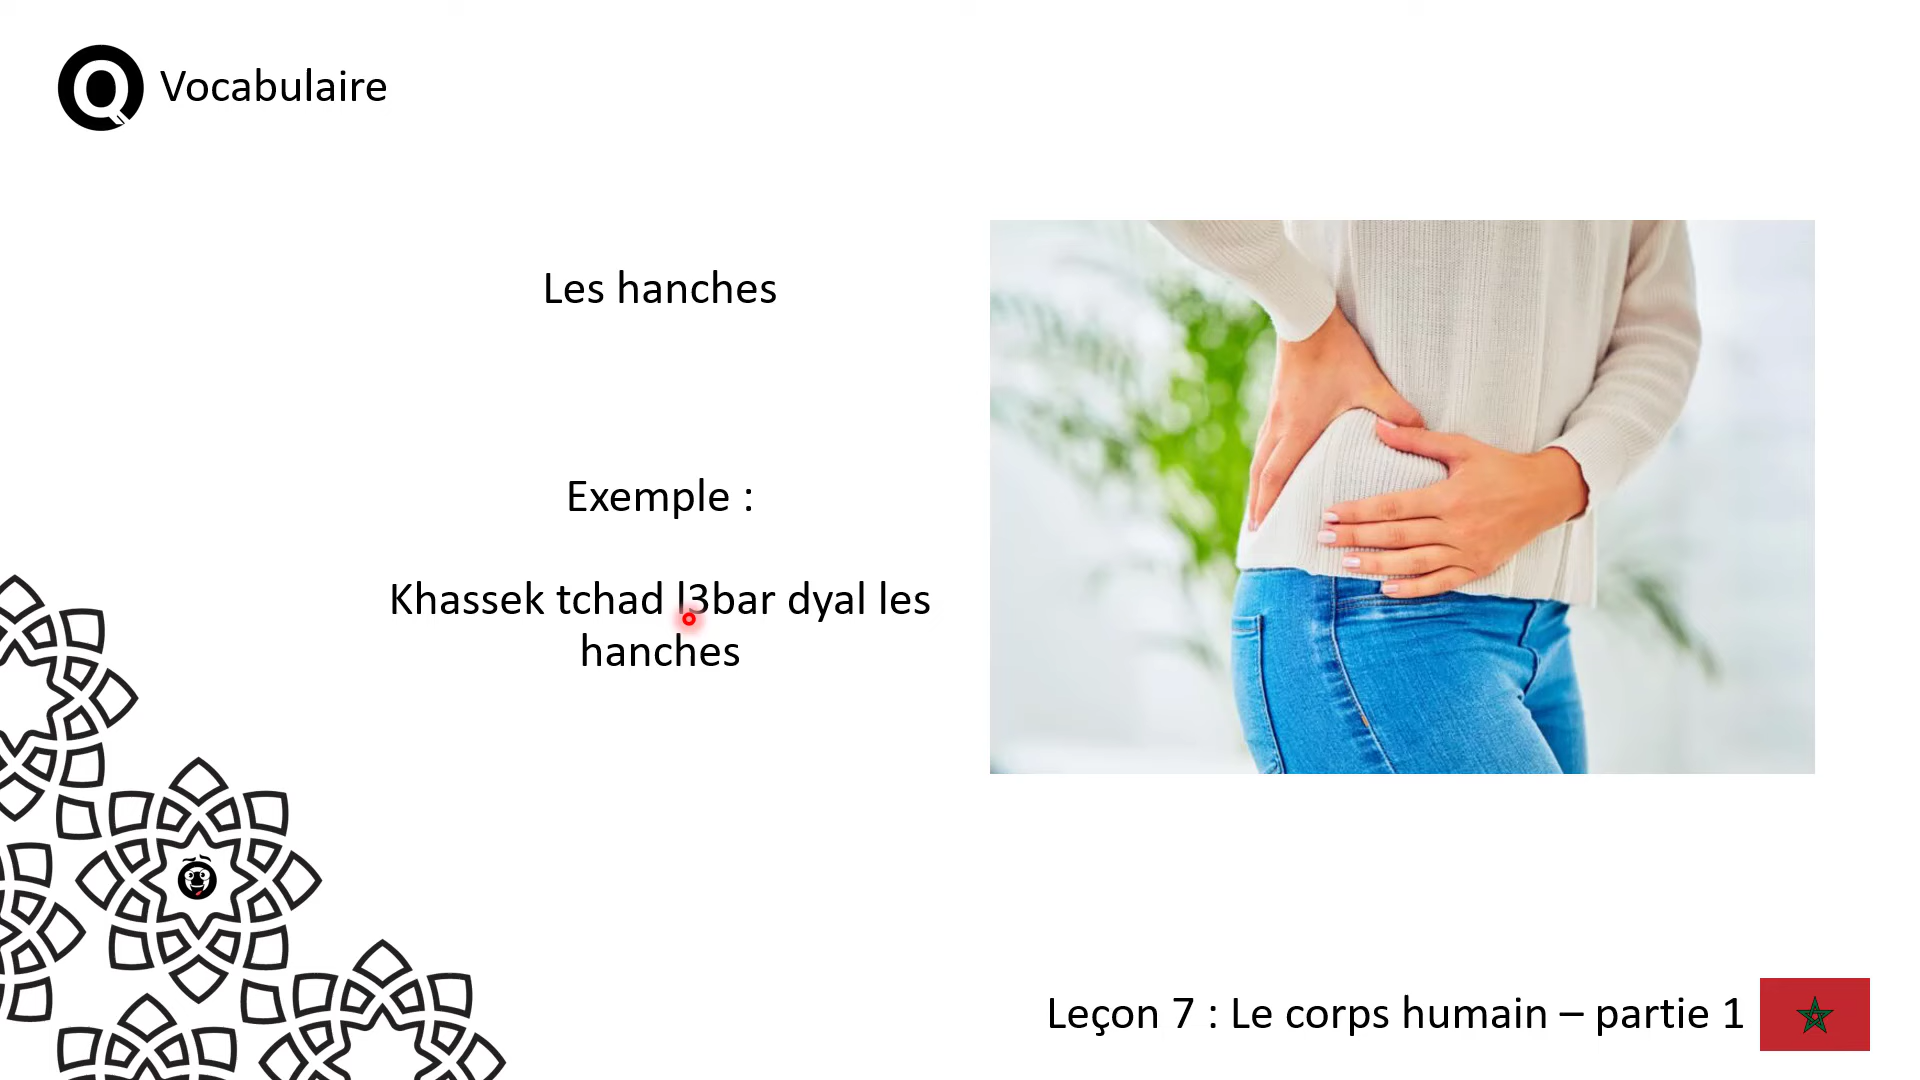 Q Vocabulaire
Les hanches
Exemple :
Khassek tchad l3bar dyal les
hanches
Leçon 7 : Le corps humain – partie 1